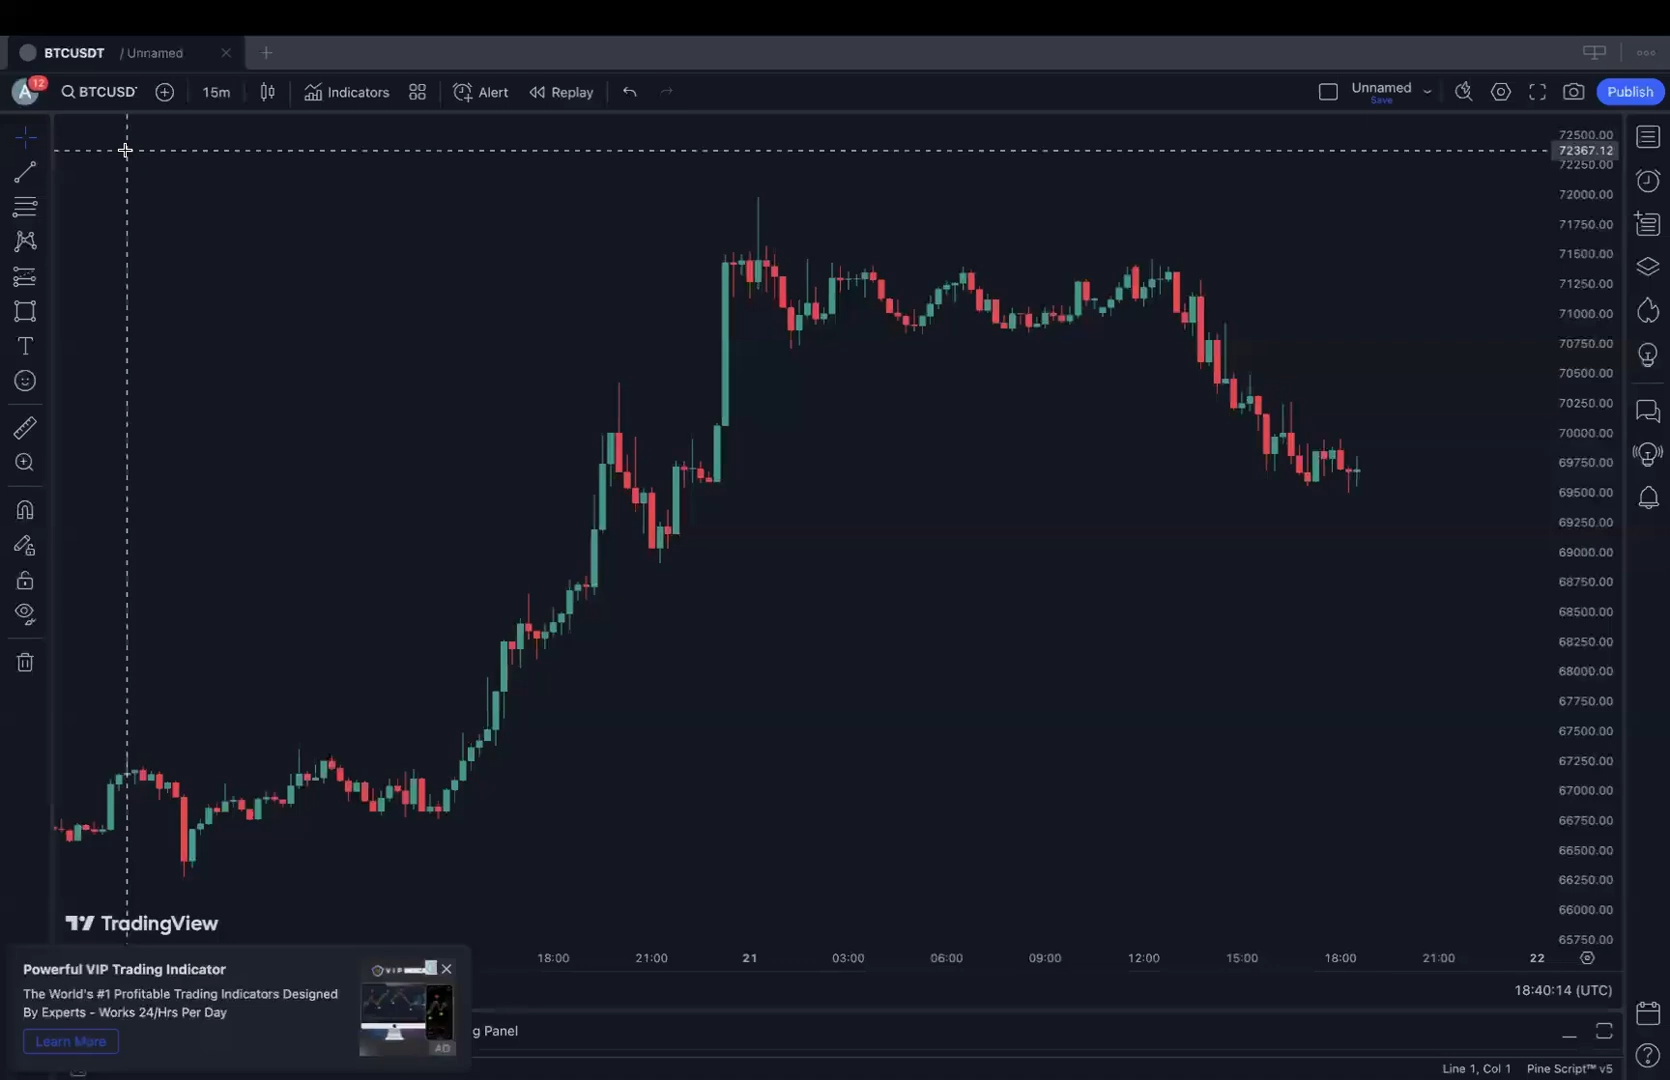 BTCUSDT / Unnamed
12
A
BTCUSD
15m
Indicators
Alert
Replay
Unnamed
Save
Publish
72500.00
72367.12
72250.00
72000.00
71750.00
71500.00
71250.00
71000.00
70750.00
70500.00
70250.00
70000.00
69750.00
69500.00
69250.00
69000.00
68750.00
68500.00
68250.00
68000.00
67750.00
67500.00
67250.00
67000.00
66750.00
66500.00
66250.00
66000.00
65750.00
TradingView
18:00 21:00 21 03:00 06:00 09:00 12:00 15:00 18:00 21:00 22
18:40:14 (UTC)
Powerful VIP Trading Indicator
The World's #1 Profitable Trading Indicators Designed
By Experts - Works 24/Hrs Per Day
Learn More
AD
g Panel
Line 1, Col 1 Pine Script™ v5